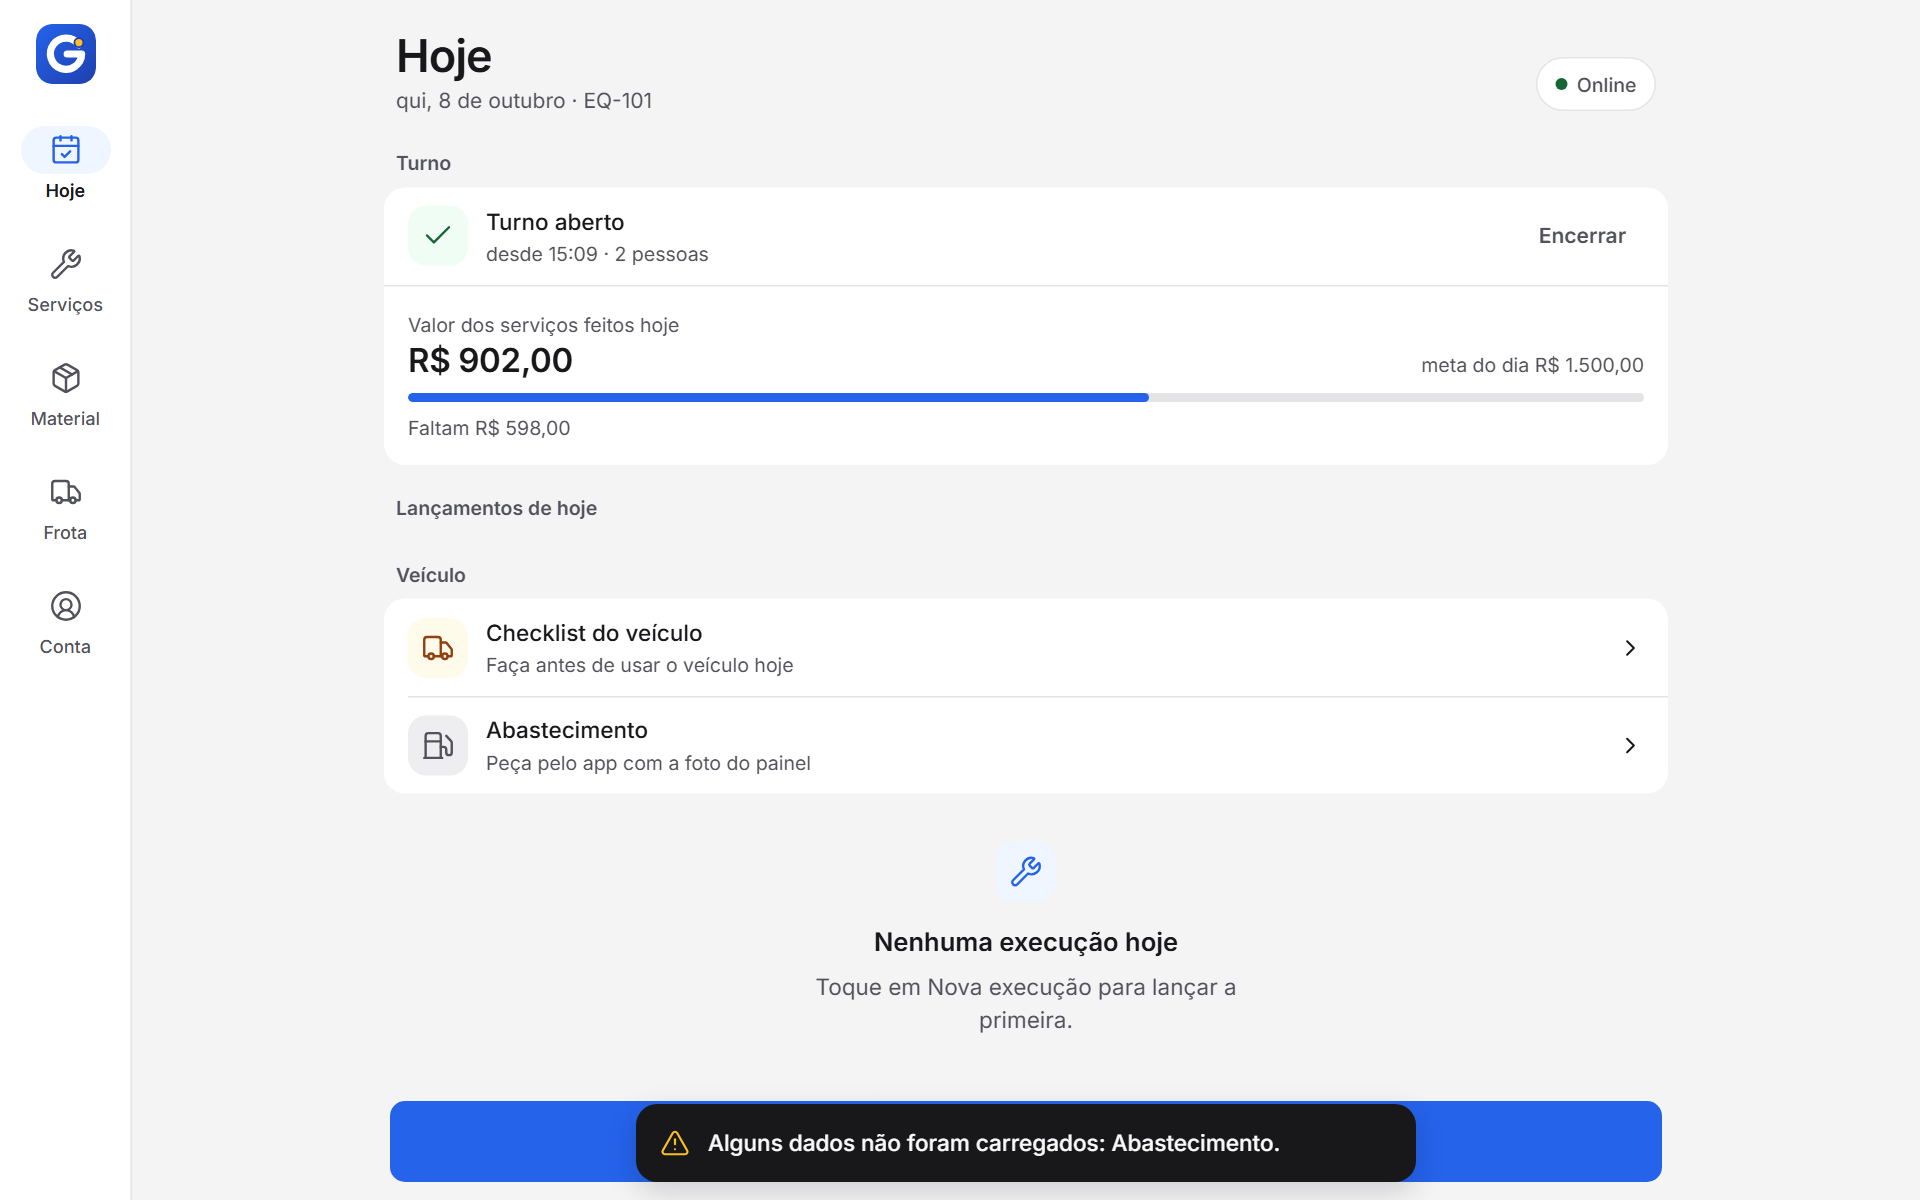 Hoje
Serviços
Material
Frota
Conta
Hoje
qui, 8 de outubro · EQ-101
Online
Turno
Turno aberto
desde 15:09 · 2 pessoas
Encerrar
Valor dos serviços feitos hoje
R$ 902,00
meta do dia R$ 1.500,00
Faltam R$ 598,00
Lançamentos de hoje
Veículo
Checklist do veículo
Faça antes de usar o veículo hoje
Abastecimento
Peça pelo app com a foto do painel
Nenhuma execução hoje
Toque em Nova execução para lançar a
primeira.
Alguns dados não foram carregados: Abastecimento.